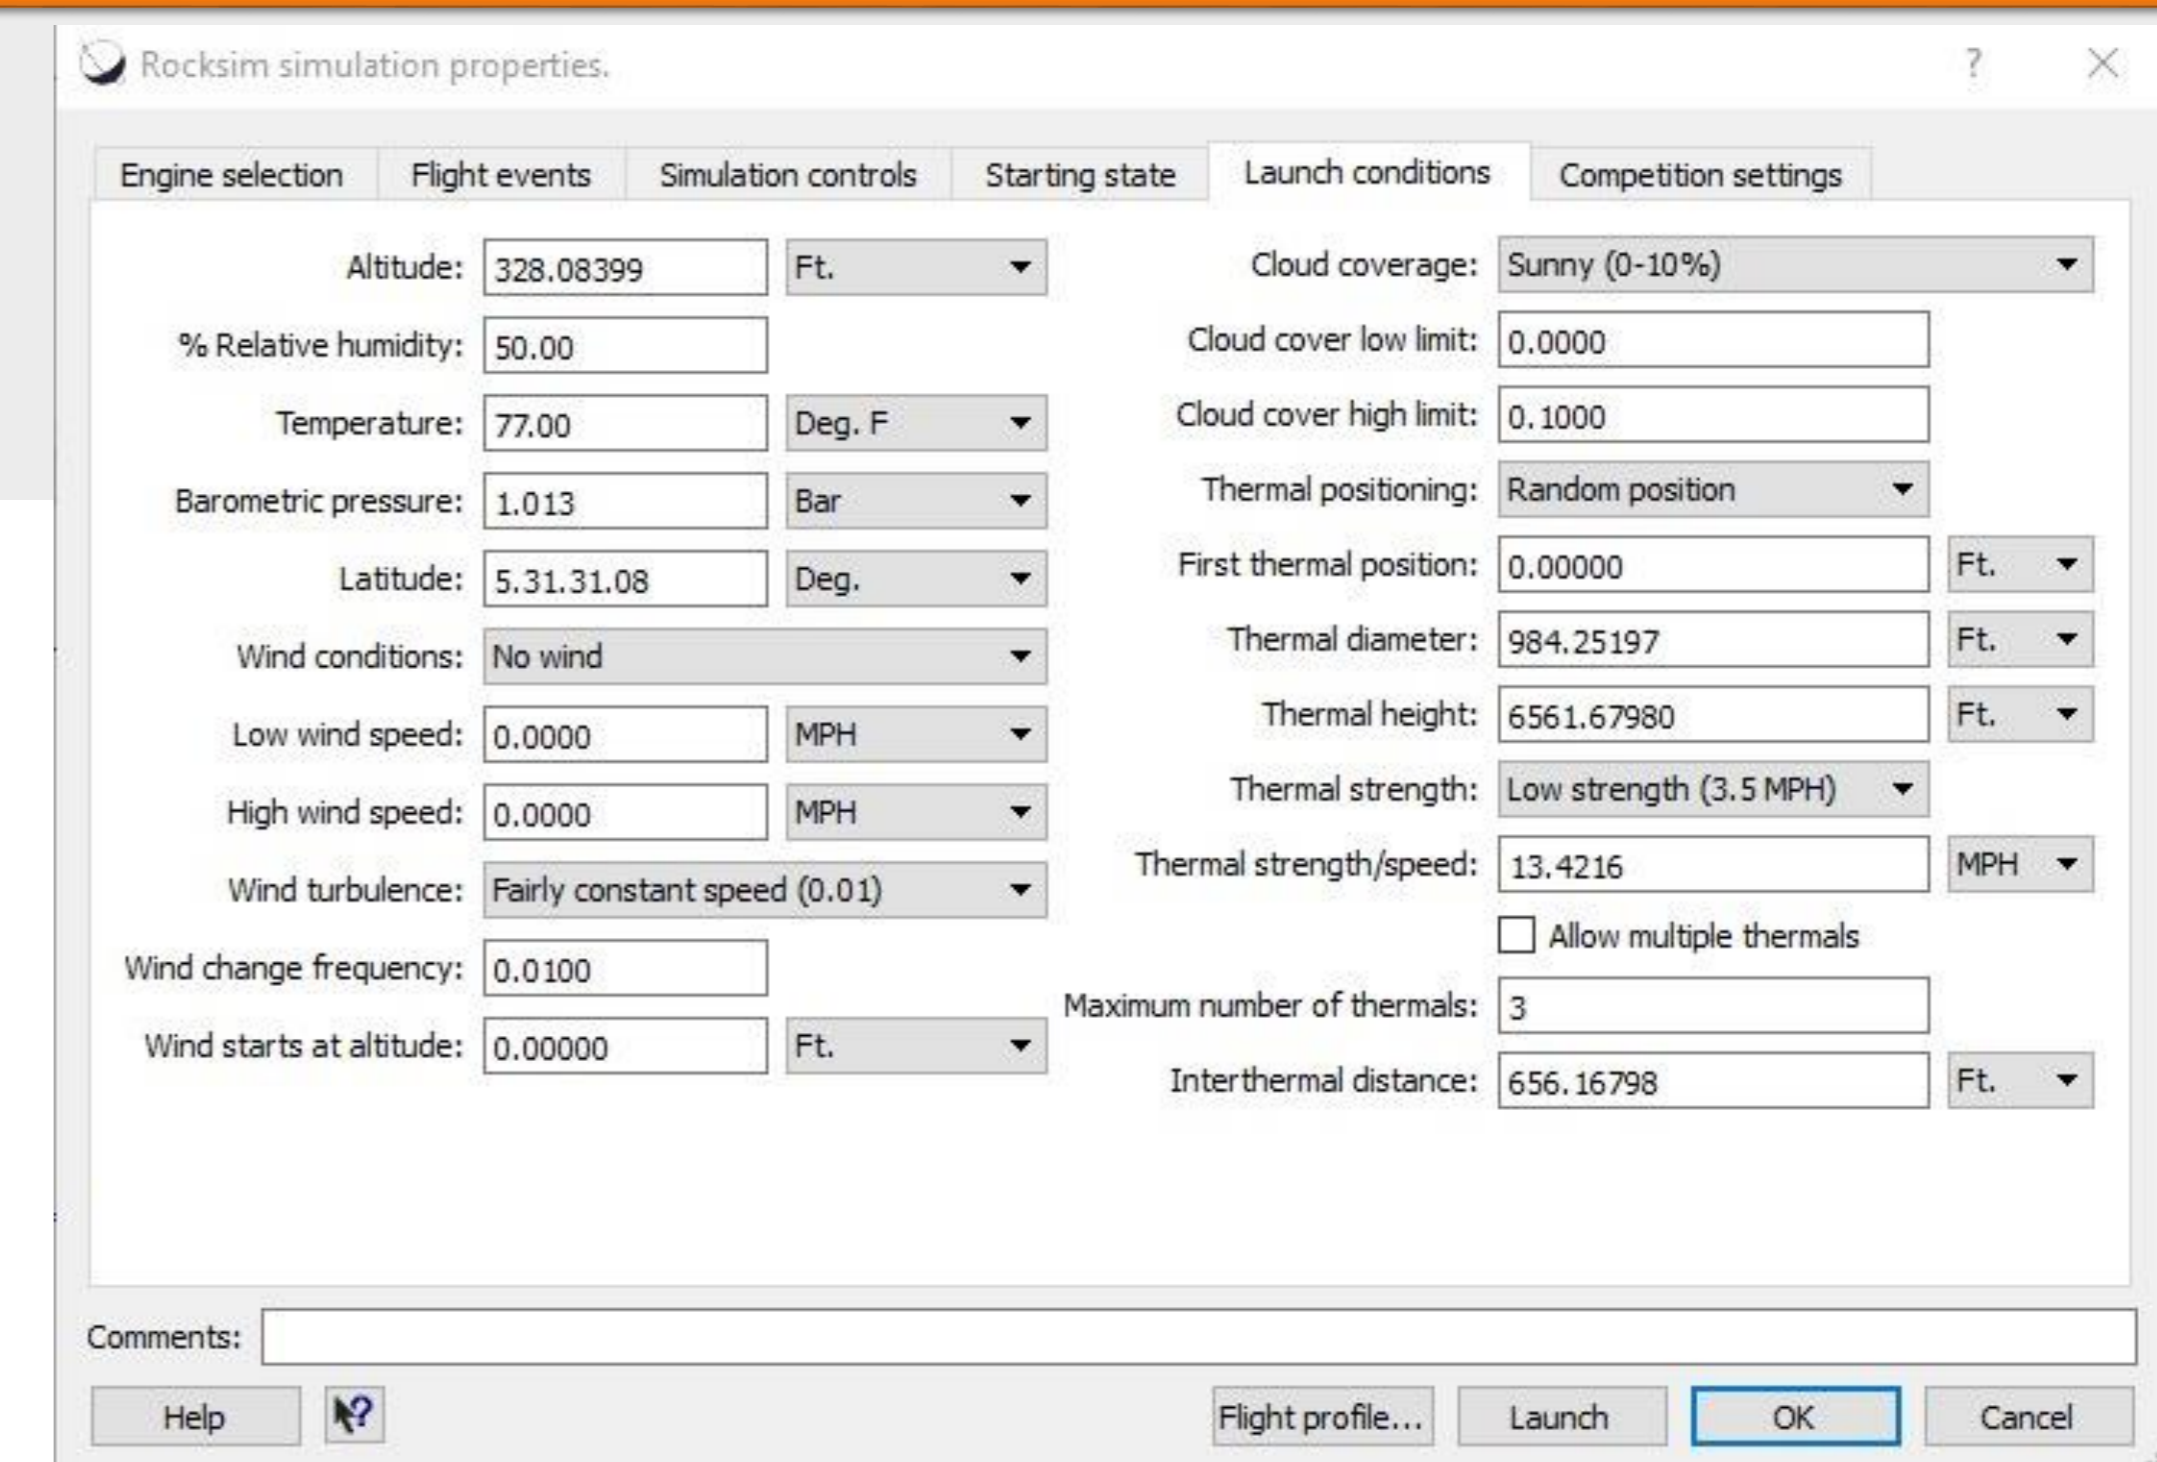 Rocksim simulation properties.
Engine selection Flight events Simulation controls Starting state Launch conditions Competition settings
Altitude: 328.08399 Ft.
% Relative humidity: 50.00
Temperature: 77.00 Deg. F
Barometric pressure: 1.013 Bar
Latitude: 5.31.31.08 Deg.
Wind conditions: No wind
Low wind speed: 0.0000 MPH
High wind speed: 0.0000 MPH
Wind turbulence: Fairly constant speed (0.01)
Wind change frequency: 0.0100
Wind starts at altitude: 0.00000 Ft.
Cloud coverage: Sunny (0-10%)
Cloud cover low limit: 0.0000
Cloud cover high limit: 0.1000
Thermal positioning: Random position
First thermal position: 0.00000 Ft.
Thermal diameter: 984.25197 Ft.
Thermal height: 6561.67980 Ft.
Thermal strength: Low strength (3.5 MPH)
Thermal strength/speed: 13.4216 MPH
Allow multiple thermals
Maximum number of thermals: 3
Interthermal distance: 656.16798 Ft.
Comments:
Help Flight profile... Launch OK Cancel